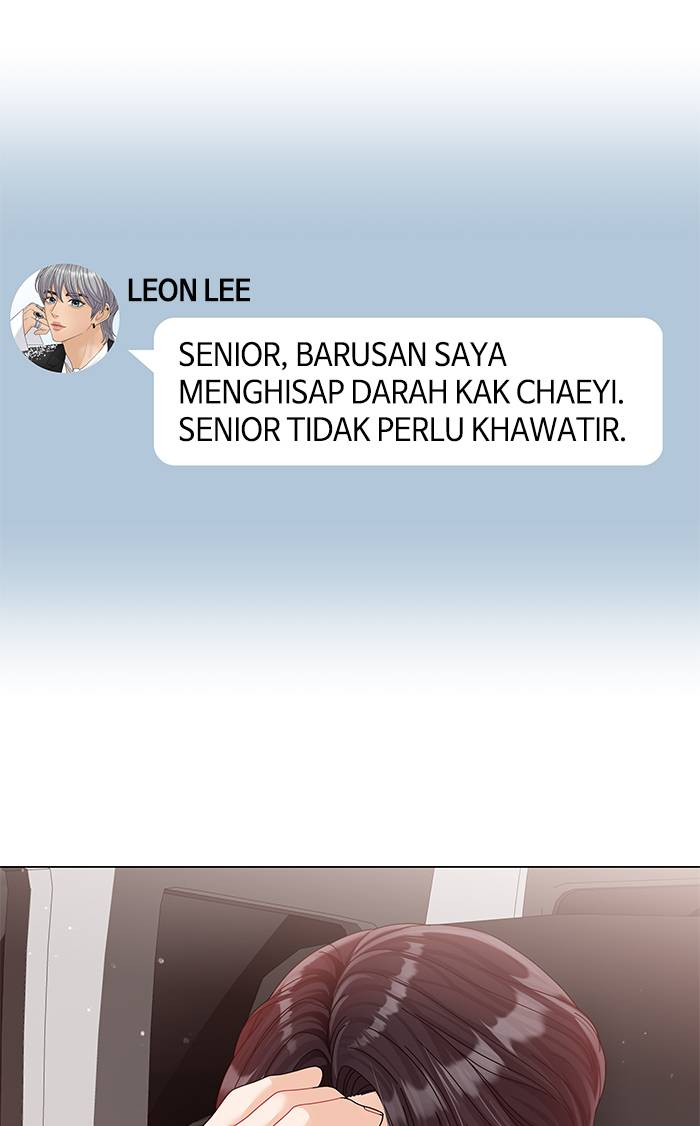 LEON LEE
SENIOR, BARUSAN SAYA
MENGHISAP DARAH KAK CHAEYI.
SENIOR TIDAK PERLU KHAWATIR.